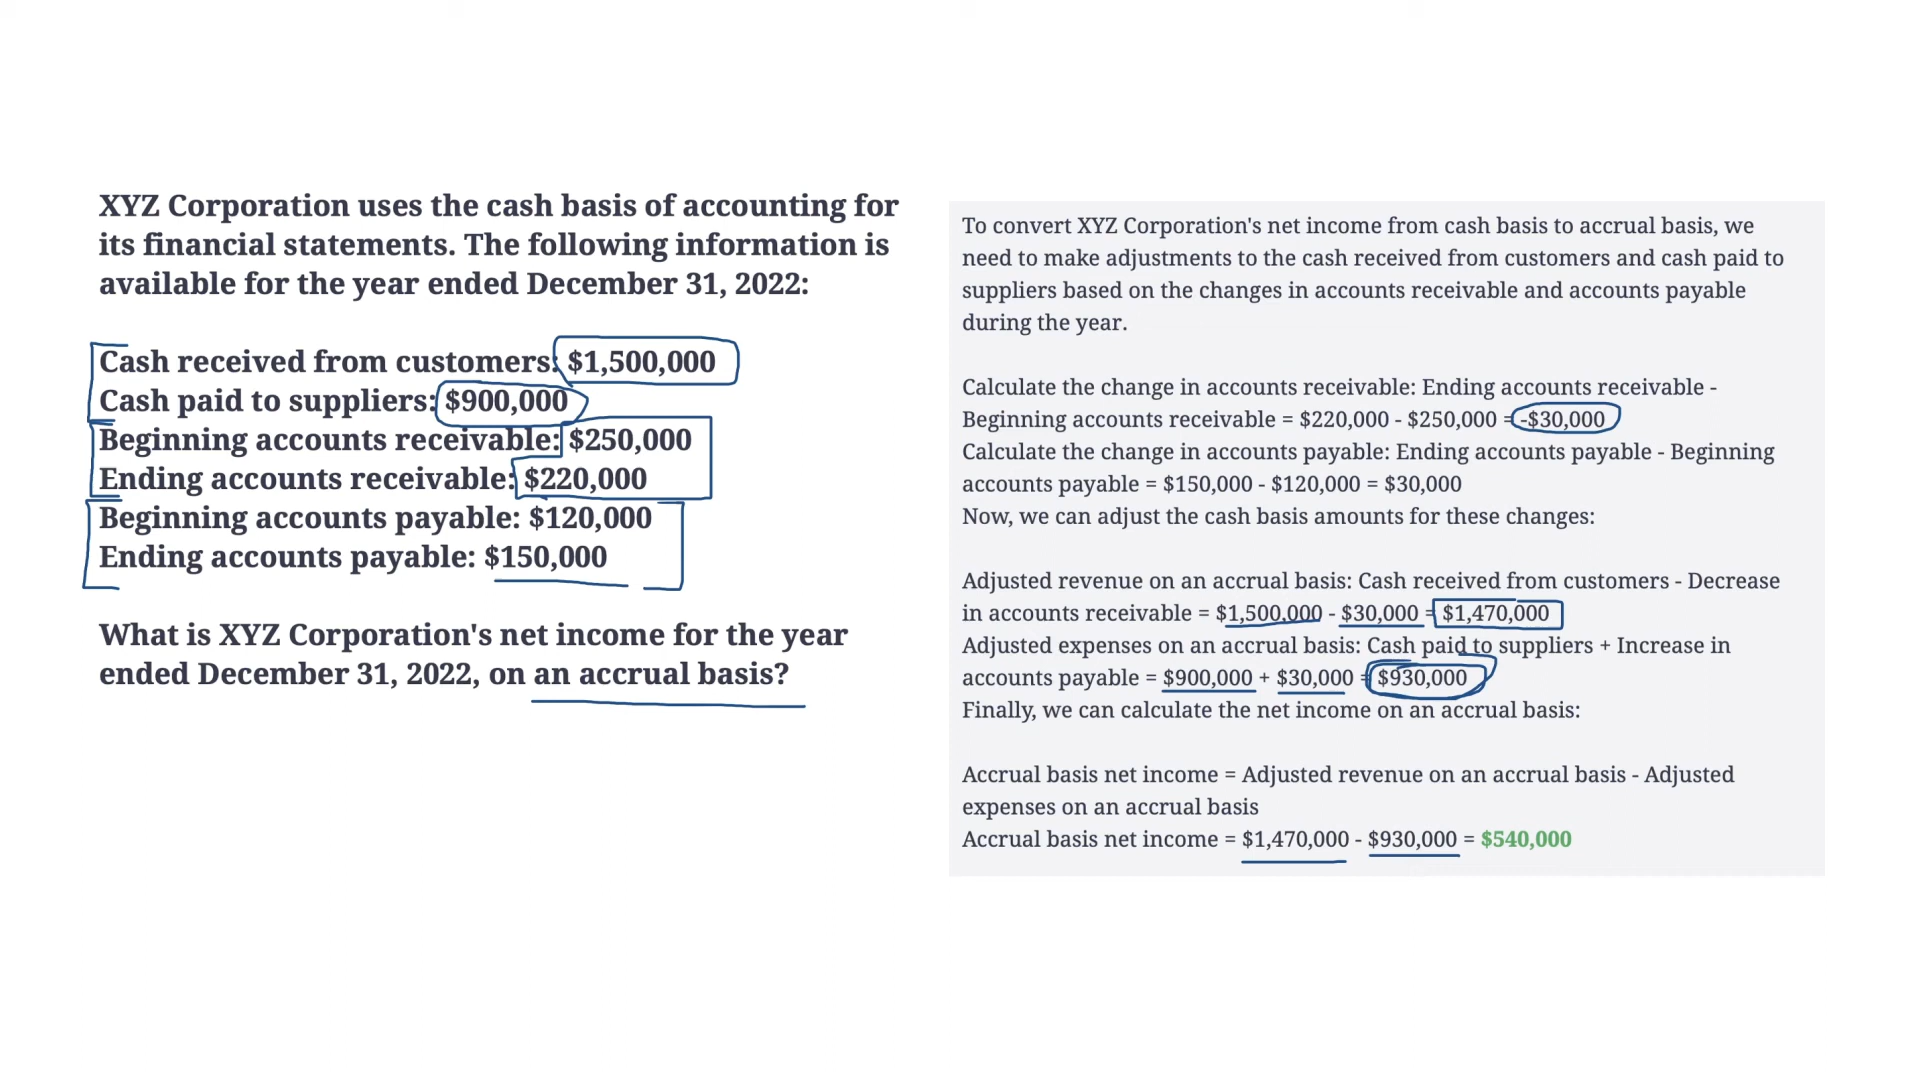 XYZ Corporation uses the cash basis of accounting for
its financial statements. The following information is
available for the year ended December 31, 2022:
Cash received from customers: $1,500,000
Cash paid to suppliers: $900,000
Beginning accounts receivable: $250,000
Ending accounts receivable: $220,000
Beginning accounts payable: $120,000
Ending accounts payable: $150,000
What is XYZ Corporation's net income for the year
ended December 31, 2022, on an accrual basis?
To convert XYZ Corporation's net income from cash basis to accrual basis, we
need to make adjustments to the cash received from customers and cash paid to
suppliers based on the changes in accounts receivable and accounts payable
during the year.
Calculate the change in accounts receivable: Ending accounts receivable -
Beginning accounts receivable = $220,000 - $250,000 = -$30,000
Calculate the change in accounts payable: Ending accounts payable - Beginning
accounts payable = $150,000 - $120,000 = $30,000
Now, we can adjust the cash basis amounts for these changes:
Adjusted revenue on an accrual basis: Cash received from customers - Decrease
in accounts receivable = $1,500,000 - $30,000 = $1,470,000
Adjusted expenses on an accrual basis: Cash paid to suppliers + Increase in
accounts payable = $900,000 + $30,000 = $930,000
Finally, we can calculate the net income on an accrual basis:
Accrual basis net income = Adjusted revenue on an accrual basis - Adjusted
expenses on an accrual basis
Accrual basis net income = $1,470,000 - $930,000 = $540,000